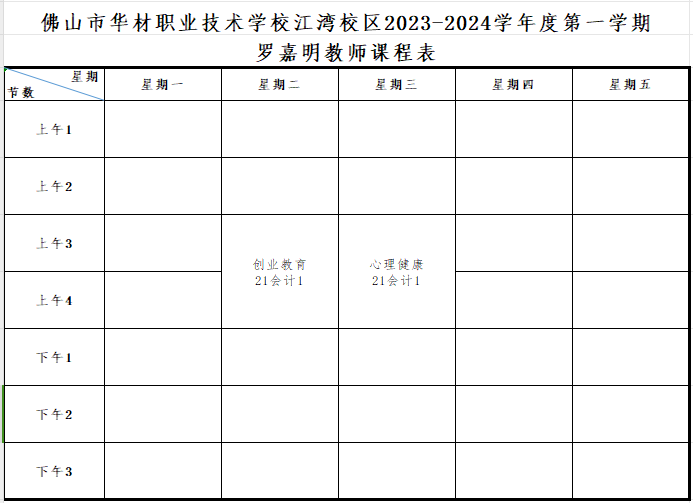 佛山市华材职业技术学校江湾校区2023-2024学年度第一学期
罗嘉明教师课程表
星期
节数
星期一
星期二
星期三
星期四
星期五
上午1
上午2
上午3
创业教育
21会计1
心理健康
21会计1
上午4
下午1
下午2
下午3